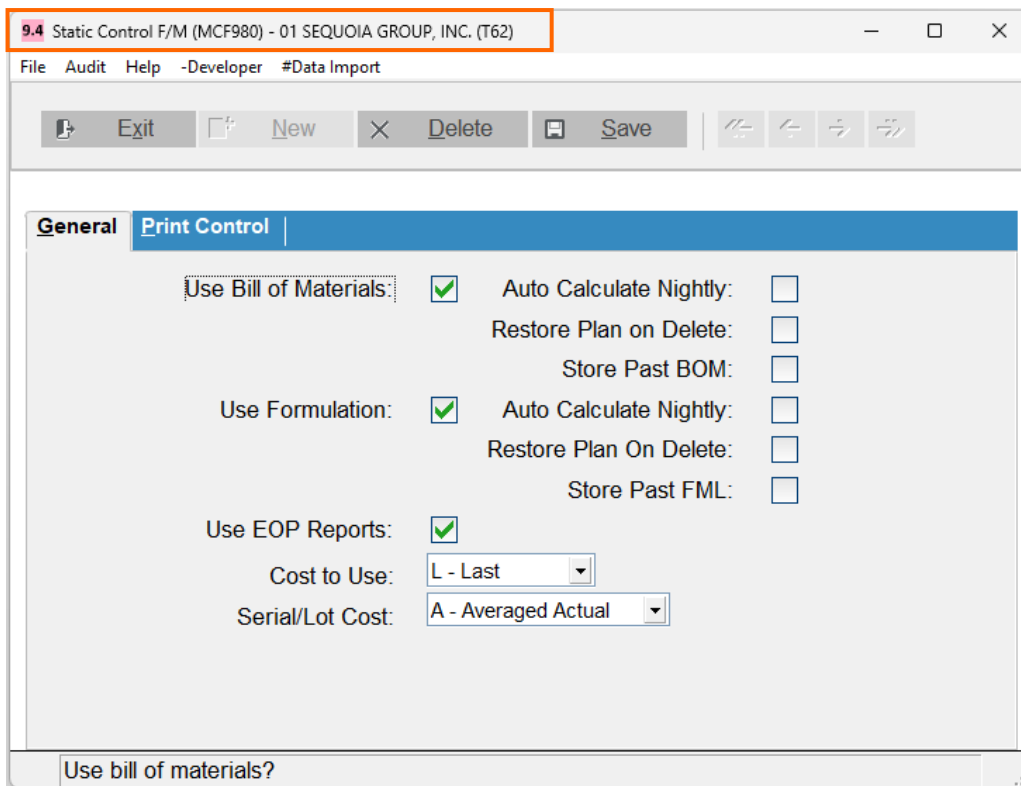 9.4 Static Control F/M (MCF980) - 01 SEQUOIA GROUP, INC. (T62)
File Audit Help -Developer #Data Import
Exit New Delete Save
General Print Control
Use Bill of Materials: Auto Calculate Nightly:
Restore Plan on Delete:
Store Past BOM:
Use Formulation: Auto Calculate Nightly:
Restore Plan On Delete:
Store Past FML:
Use EOP Reports:
Cost to Use: L - Last
Serial/Lot Cost: A - Averaged Actual
Use bill of materials?